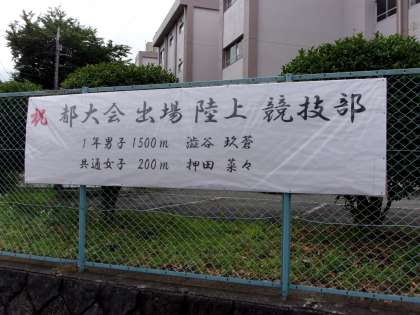 祝 都大会 出場 陸上 競技部
1年男子 1500m 澁谷 玖蒼
共通女子 200m 押田 菜々